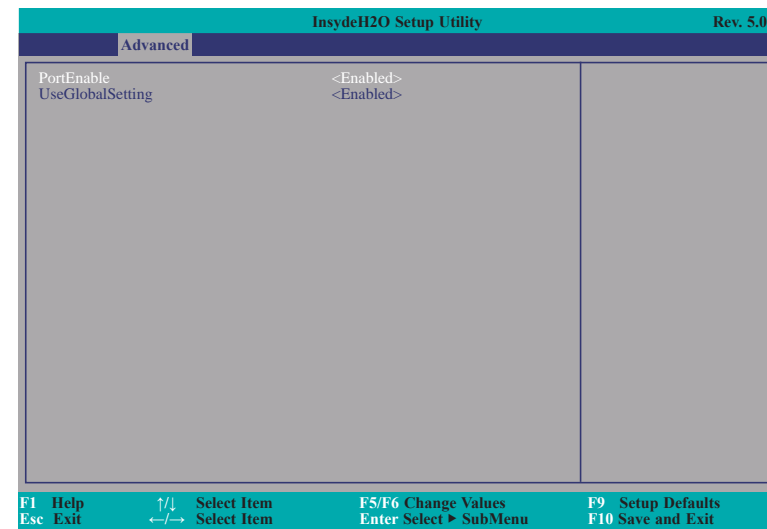 InsydeH2O Setup Utility Rev. 5.0
Advanced
PortEnable <Enabled>
UseGlobalSetting <Enabled>
F1 Help ↑/↓ Select Item F5/F6 Change Values F9 Setup Defaults
Esc Exit ←/→ Select Item Enter Select ▶ SubMenu F10 Save and Exit